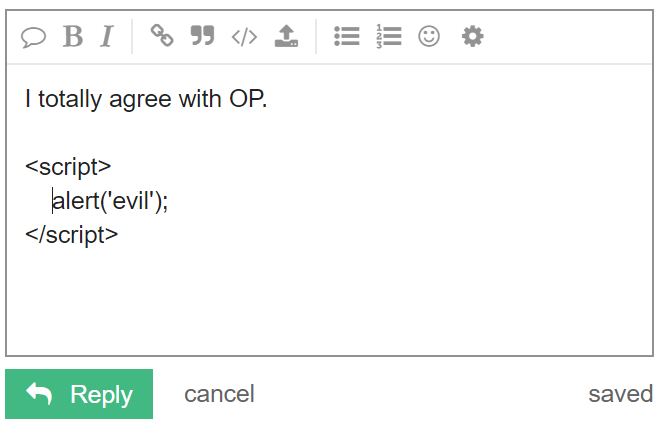 B I
I totally agree with OP.
<script>
alert('evil');
</script>
Reply cancel saved